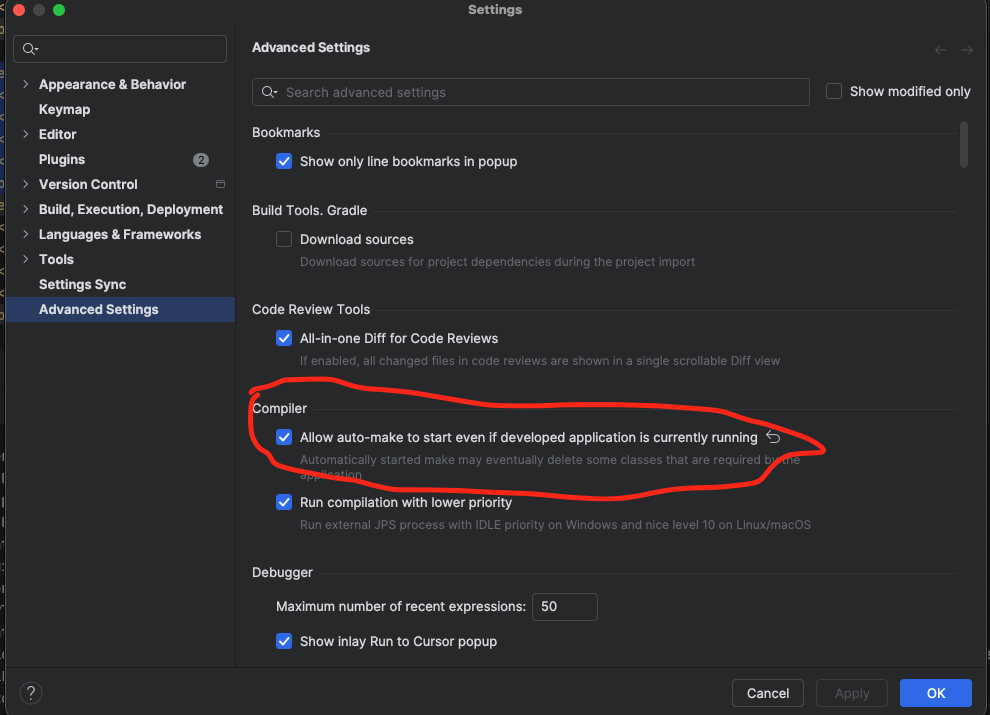 Settings
Appearance & Behavior
Keymap
Editor
Plugins 2
Version Control
Build, Execution, Deployment
Languages & Frameworks
Tools
Settings Sync
Advanced Settings
Advanced Settings
Search advanced settings
Show modified only
Bookmarks
Show only line bookmarks in popup
Build Tools. Gradle
Download sources
Download sources for project dependencies during the project import
Code Review Tools
All-in-one Diff for Code Reviews
If enabled, all changed files in code reviews are shown in a single scrollable Diff view
Compiler
Allow auto-make to start even if developed application is currently running
Automatically started make may eventually delete some classes that are required by the
application
Run compilation with lower priority
Run external JPS process with IDLE priority on Windows and nice level 10 on Linux/macOS
Debugger
Maximum number of recent expressions: 50
Show inlay Run to Cursor popup
?
Cancel
Apply
OK